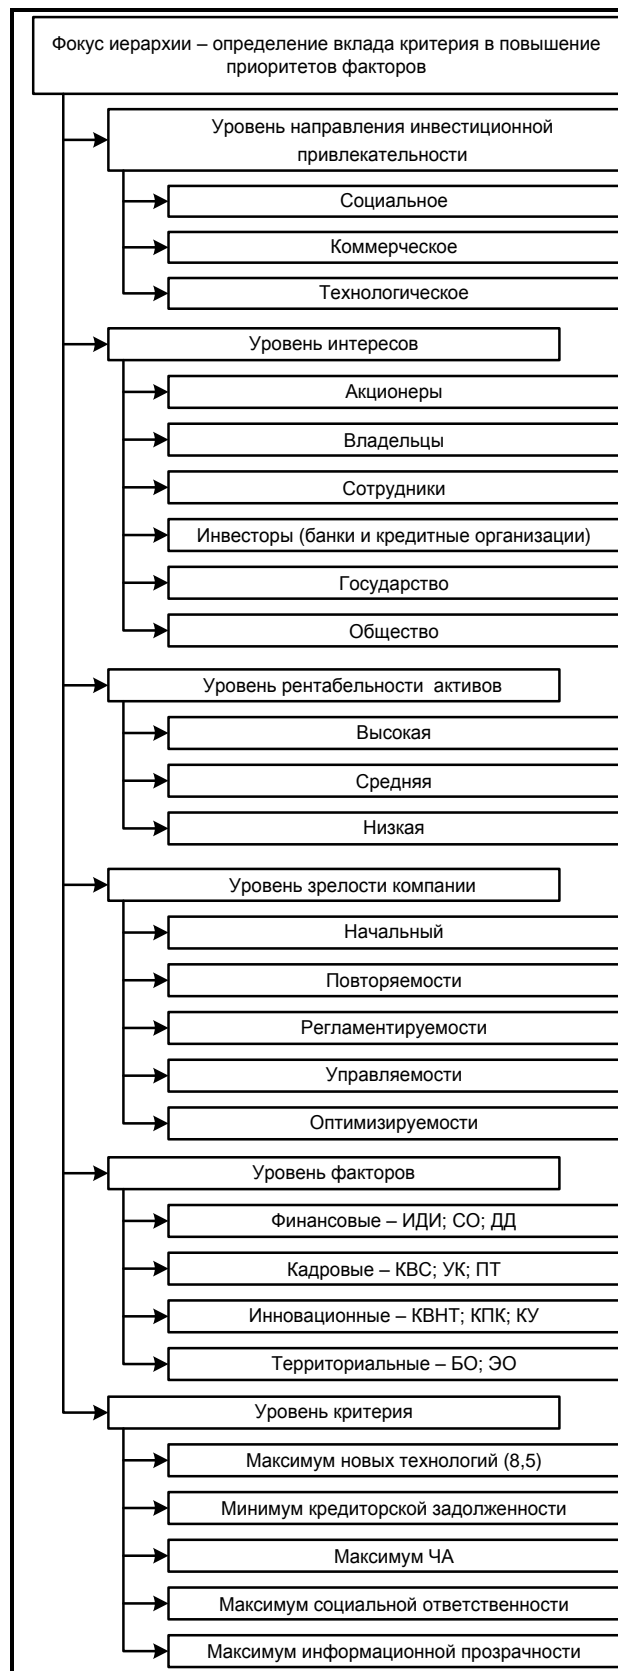 Фокус иерархии – определение вклада критерия в повышение
приоритетов факторов
Уровень направления инвестиционной
привлекательности
Социальное
Коммерческое
Технологическое
Уровень интересов
Акционеры
Владельцы
Сотрудники
Инвесторы (банки и кредитные организации)
Государство
Общество
Уровень рентабельности активов
Высокая
Средняя
Низкая
Уровень зрелости компании
Начальный
Повторяемости
Регламентируемости
Управляемости
Оптимизируемости
Уровень факторов
Финансовые – ИДИ; СО; ДД
Кадровые – КВС; УК; ПТ
Инновационные – КВНТ; КПК; КУ
Территориальные – БО; ЭО
Уровень критерия
Максимум новых технологий (8,5)
Минимум кредиторской задолженности
Максимум ЧА
Максимум социальной ответственности
Максимум информационной прозрачности